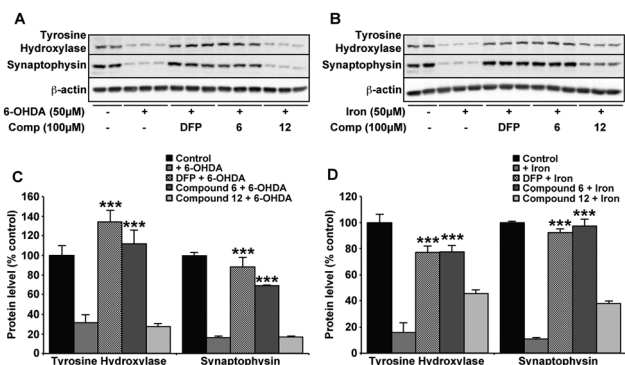 A
Tyrosine
Hydroxylase
Synaptophysin
β-actin
6-OHDA (50µM) - + + + +
Comp (100µM) - - DFP 6 12
B
Tyrosine
Hydroxylase
Synaptophysin
β-actin
Iron (50µM) - + + + +
Comp (100µM) - - DFP 6 12
C
Control
+ 6-OHDA
DFP + 6-OHDA
Compound 6 + 6-OHDA
Compound 12 + 6-OHDA
Protein level (% control)
160
140
120
100
80
60
40
20
0
*** *** *** ***
Tyrosine Hydroxylase Synaptophysin
D
Control
+ Iron
DFP + Iron
Compound 6 + Iron
Compound 12 + Iron
Protein lelvel (% control)
120
100
80
60
40
20
0
*** *** *** ***
Tyrosine Hydroxylase Synaptophysin